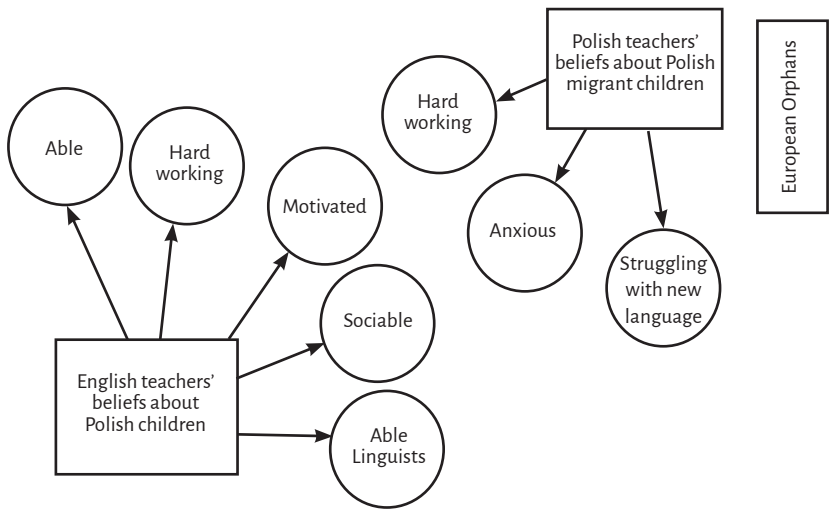 Polish teachers'
beliefs about Polish
migrant children
European Orphans
Hard
working
Able
Hard
working
Motivated
Anxious
Struggling
with new
language
Sociable
English teachers'
beliefs about
Polish children
Able
Linguists